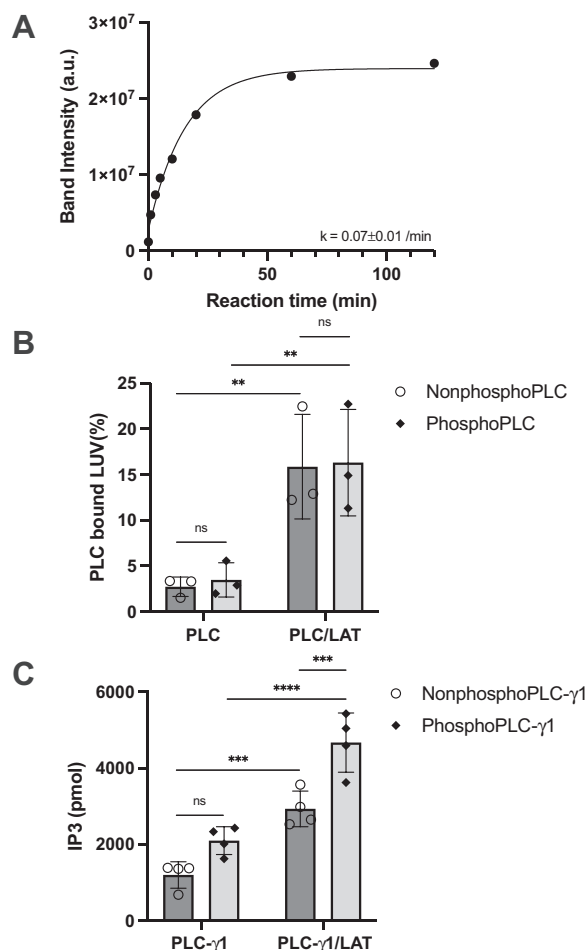 A
3×10⁷
2×10⁷
1×10⁷
0
Band Intensity (a.u.)
k = 0.07±0.01 /min
0 50 100
Reaction time (min)
B
ns
**
**
ns
25
20
15
10
5
0
PLC bound LUV(%)
NonphosphoPLC
PhosphoPLC
PLC PLC/LAT
C
***
****
***
ns
6000
4000
2000
0
IP3 (pmol)
NonphosphoPLC-γ1
PhosphoPLC-γ1
PLC-γ1 PLC-γ1/LAT